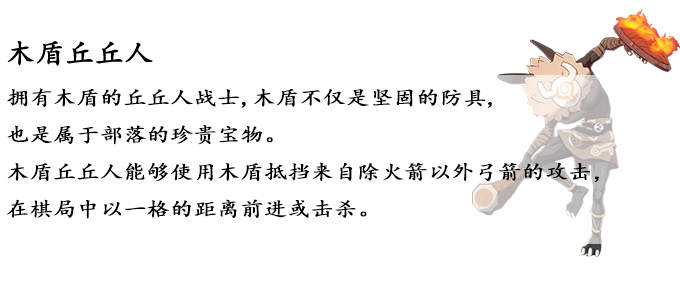 木盾丘丘人
拥有木盾的丘丘人战士,木盾不仅是坚固的防具,
也是属于部落的珍贵宝物。
木盾丘丘人能够使用木盾抵挡来自除火箭以外弓箭的攻击,
在棋局中以一格的距离前进或击杀。